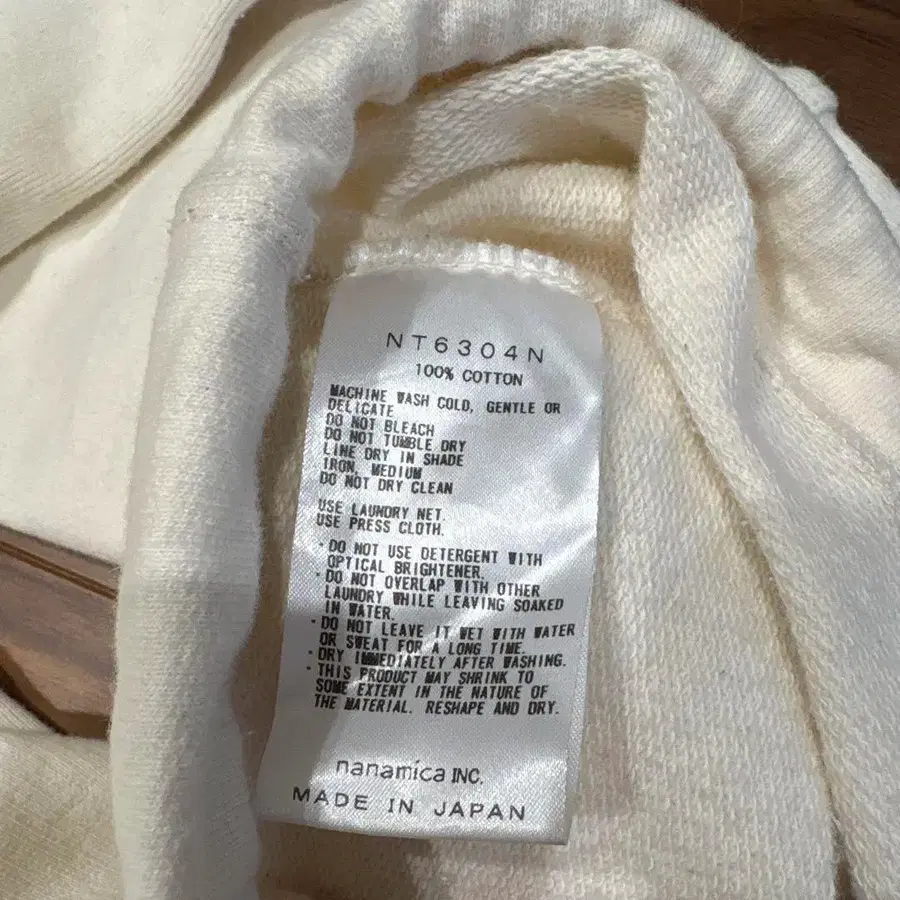 NT6304N
100% COTTON
MACHINE WASH COLD, GENTLE OR
DELICATE
DO NOT BLEACH
DO NOT TUMBLE DRY
LINE DRY IN SHADE
IRON, MEDIUM
DO NOT DRY CLEAN
USE LAUNDRY NET.
USE PRESS CLOTH.
· DO NOT USE DETERGENT WITH
OPTICAL BRIGHTENER.
· DO NOT OVERLAP WITH OTHER
LAUNDRY WHILE LEAVING SOAKED
IN WATER.
· DO NOT LEAVE IT WET WITH WATER
OR SWEAT FOR A LONG TIME.
· DRY IMMEDIATELY AFTER WASHING.
· THIS PRODUCT MAY SHRINK TO
SOME EXTENT IN THE NATURE OF
THE MATERIAL. RESHAPE AND DRY.
nanamica INC.
MADE IN JAPAN